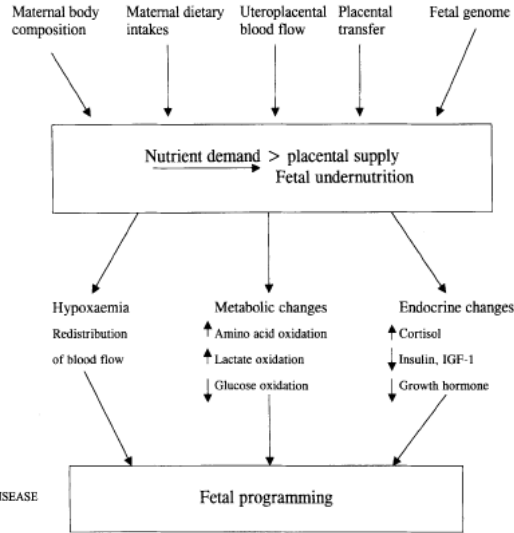 Maternal body
composition
Maternal dietary
intakes
Uteroplacental
blood flow
Placental
transfer
Fetal genome
Nutrient demand > placental supply
Fetal undernutrition
Hypoxaemia
Redistribution
of blood flow
Metabolic changes
↑ Amino acid oxidation
↑ Lactate oxidation
↓ Glucose oxidation
Endocrine changes
↑ Cortisol
↓ Insulin, IGF-1
↓ Growth hormone
Fetal programming